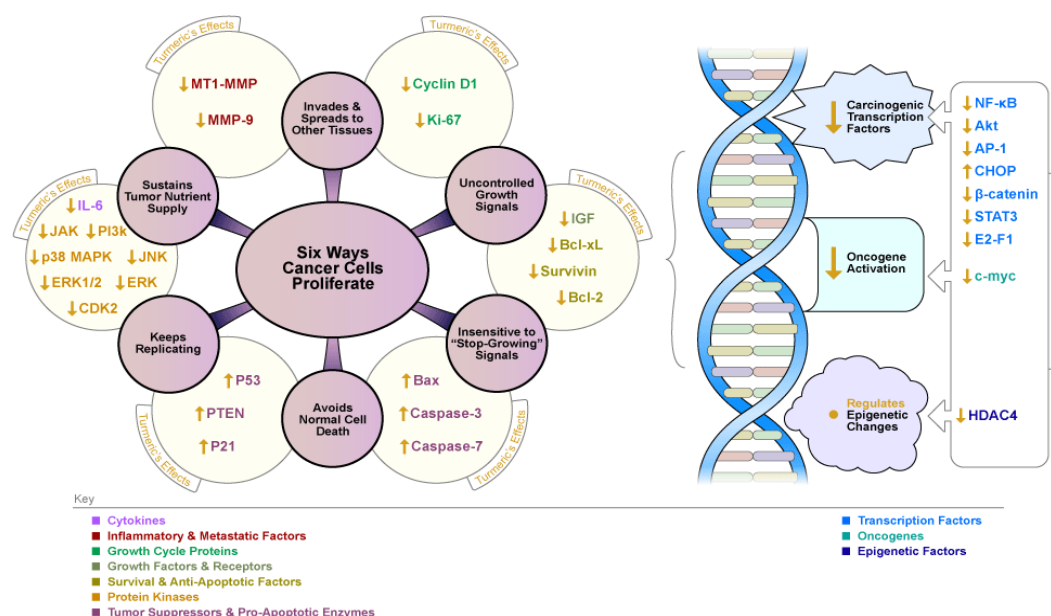 Turmeric's Effects
MT1-MMP
MMP-9
Turmeric's Effects
Cyclin D1
Ki-67
Invades &
Spreads to
Other Tissues
Sustains
Tumor Nutrient
Supply
Uncontrolled
Growth
Signals
Turmeric's Effects
IL-6
JAK PI3k
p38 MAPK JNK
ERK1/2 ERK
CDK2
Six Ways
Cancer Cells
Proliferate
Turmeric's Effects
IGF
Bcl-xL
Survivin
Bcl-2
Keeps
Replicating
Insensitive to
“Stop-Growing”
Signals
Avoids
Normal Cell
Death
P53
PTEN
P21
Turmeric's Effects
Bax
Caspase-3
Caspase-7
Turmeric's Effects
Carcinogenic
Transcription
Factors
NF-κB
Akt
AP-1
CHOP
β-catenin
STAT3
E2-F1
Oncogene
Activation
c-myc
Regulates
Epigenetic
Changes
HDAC4
Key
Cytokines
Inflammatory & Metastatic Factors
Growth Cycle Proteins
Growth Factors & Receptors
Survival & Anti-Apoptotic Factors
Protein Kinases
Tumor Suppressors & Pro-Apoptotic Enzymes
Transcription Factors
Oncogenes
Epigenetic Factors